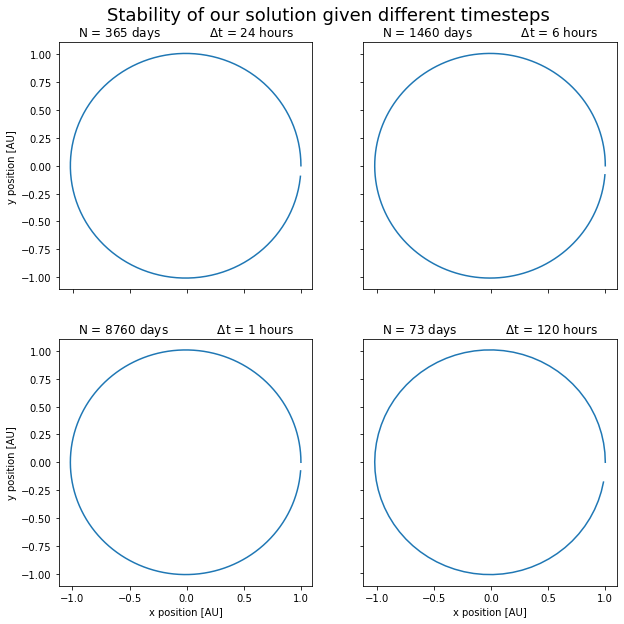 Stability of our solution given different timesteps
N = 365 days Δt = 24 hours
N = 1460 days Δt = 6 hours
1.00
0.75
0.50
0.25
0.00
−0.25
−0.50
−0.75
−1.00
y position [AU]
N = 8760 days Δt = 1 hours
N = 73 days Δt = 120 hours
1.00
0.75
0.50
0.25
0.00
−0.25
−0.50
−0.75
−1.00
y position [AU]
−1.0 −0.5 0.0 0.5 1.0
−1.0 −0.5 0.0 0.5 1.0
x position [AU]
x position [AU]